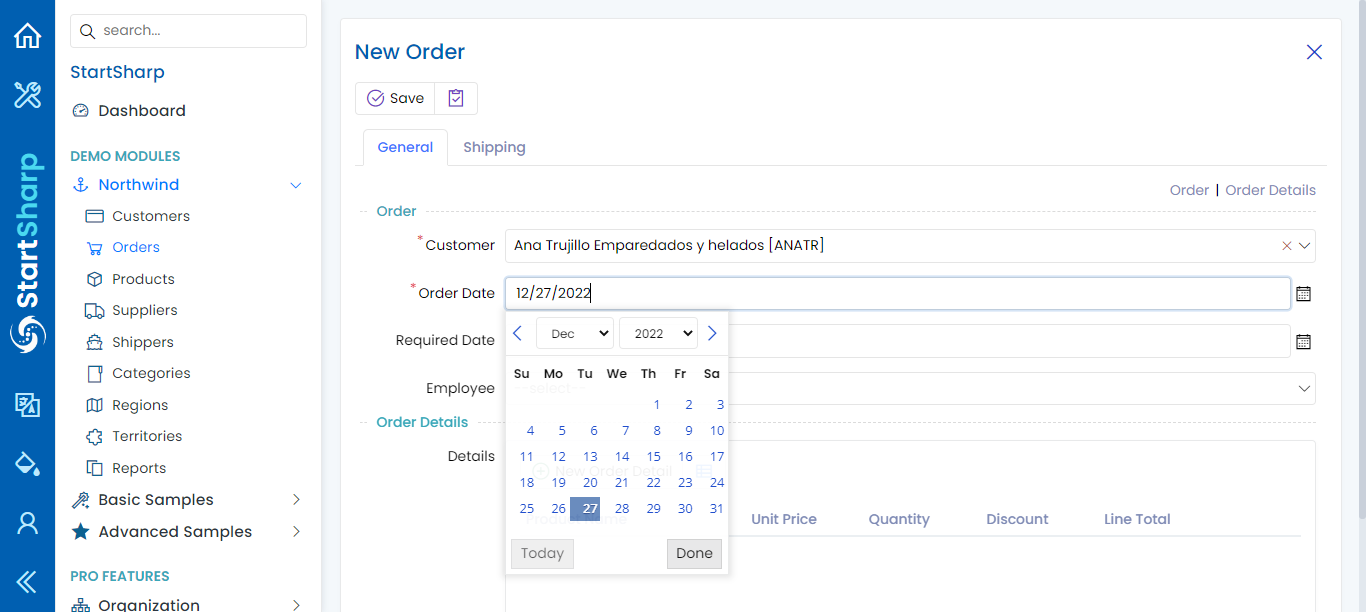 search...
StartSharp
Dashboard
DEMO MODULES
Northwind
Customers
Orders
Products
Suppliers
Shippers
Categories
Regions
Territories
Reports
Basic Samples
Advanced Samples
PRO FEATURES
Organization
StartSharp
New Order
Save
General Shipping
Order | Order Details
Order
*Customer Ana Trujillo Emparedados y helados [ANATR]
*Order Date 12/27/2022
Required Date
Employee --select--
Order Details
Details
New Order Detail
Unit Price Quantity Discount Line Total
Dec 2022
Su Mo Tu We Th Fr Sa
1 2 3
4 5 6 7 8 9 10
11 12 13 14 15 16 17
18 19 20 21 22 23 24
25 26 27 28 29 30 31
Today Done